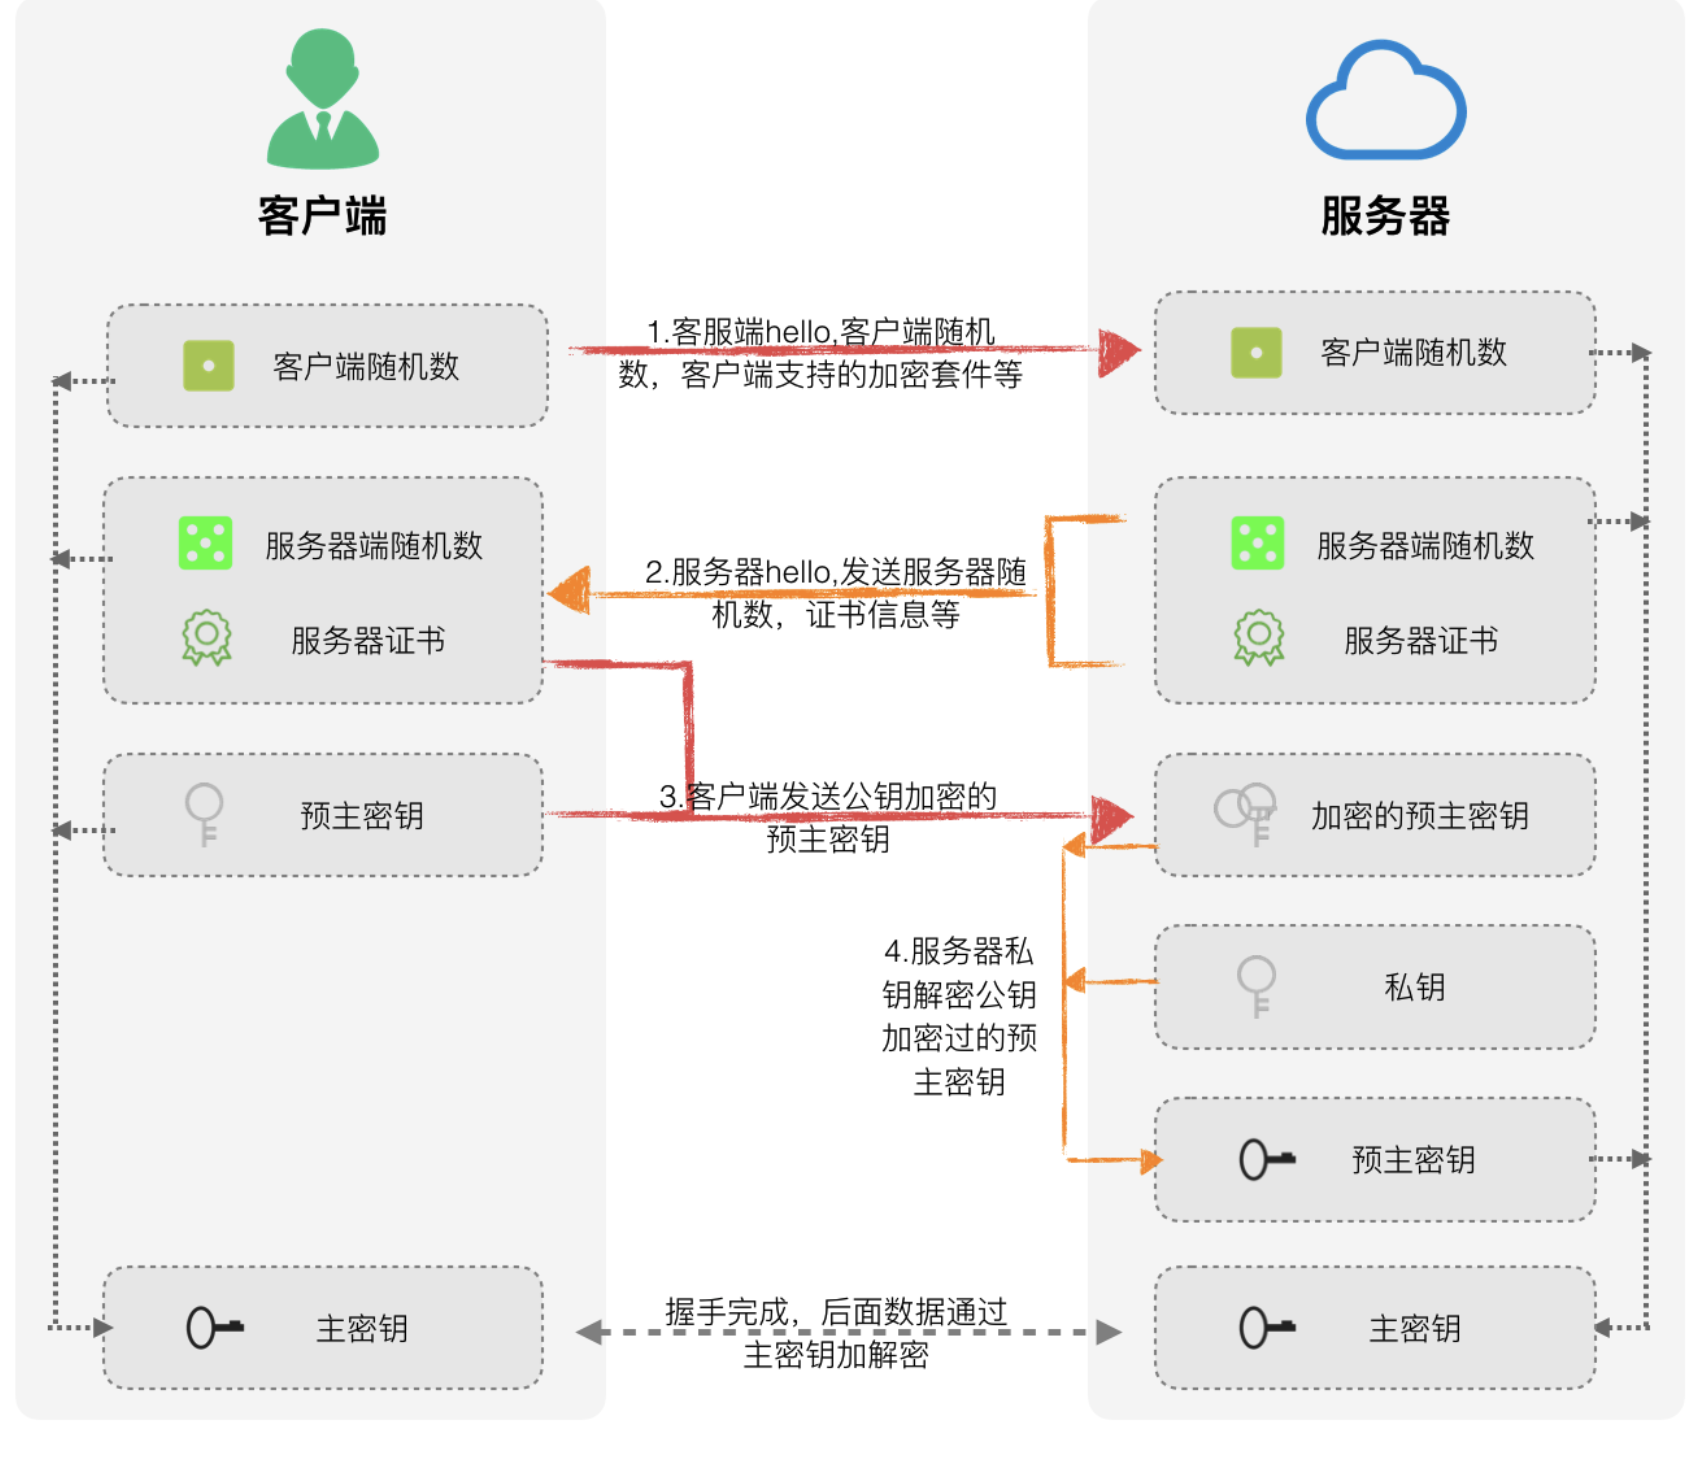 客户端
服务器
客户端随机数
1.客服端hello,客户端随机
数，客户端支持的加密套件等
客户端随机数
服务器端随机数
服务器证书
2.服务器hello,发送服务器随
机数，证书信息等
服务器端随机数
服务器证书
预主密钥
3.客户端发送公钥加密的
预主密钥
加密的预主密钥
4.服务器私
钥解密公钥
加密过的预
主密钥
私钥
预主密钥
主密钥
握手完成，后面数据通过
主密钥加解密
主密钥